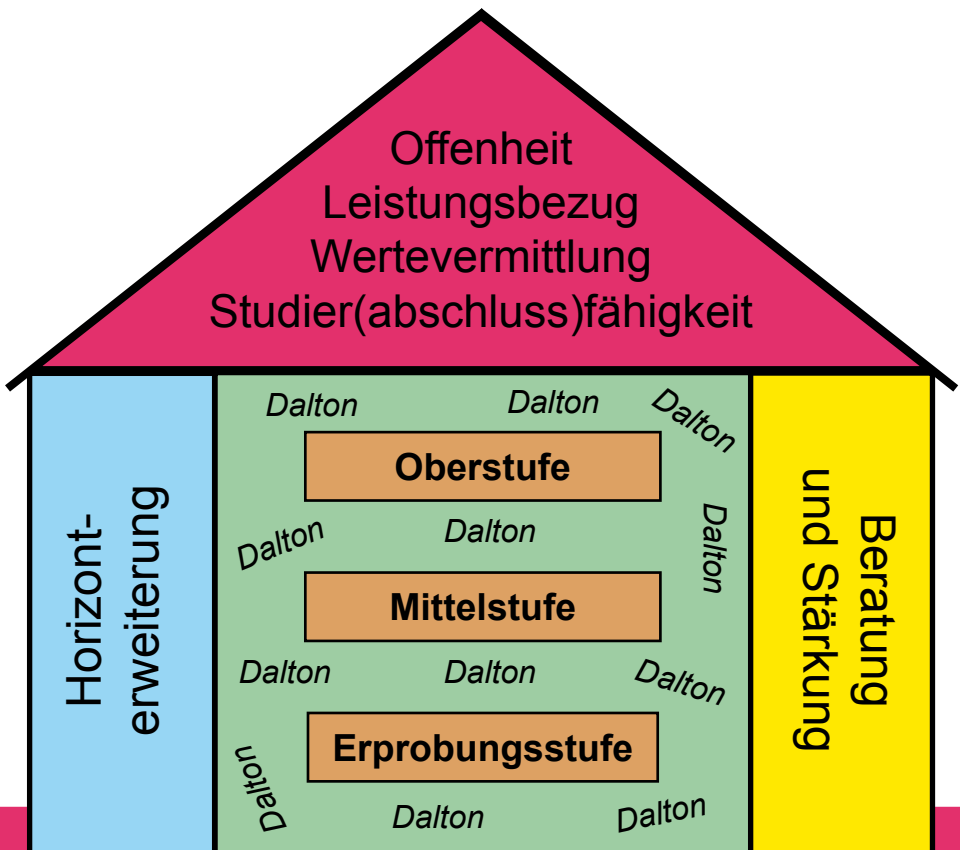 Offenheit
Leistungsbezug
Wertevermittlung
Studier(abschluss)fähigkeit
Horizont-
erweiterung
Dalton Dalton Dalton
Oberstufe
Dalton Dalton Dalton
Mittelstufe
Dalton Dalton Dalton
Erprobungsstufe
Dalton Dalton Dalton
Beratung
und Stärkung